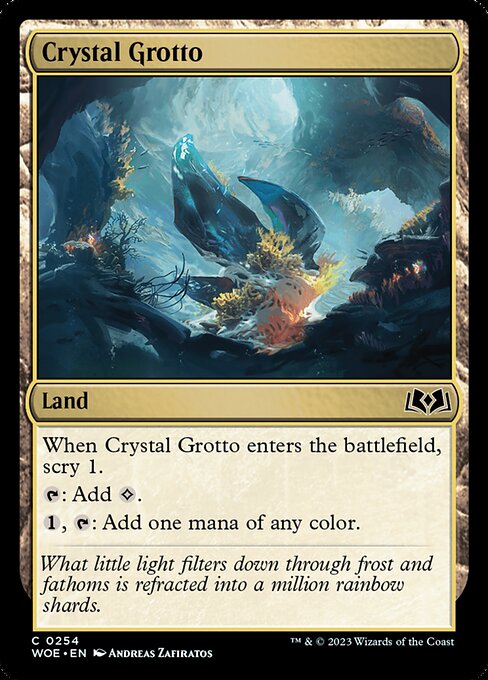 Crystal Grotto
Land
When Crystal Grotto enters the battlefield,
scry 1.
: Add .
1, : Add one mana of any color.
What little light filters down through frost and
fathoms is refracted into a million rainbow
shards.
C 0254
WOE • EN Andreas Zafiratos
™ & © 2023 Wizards of the Coast